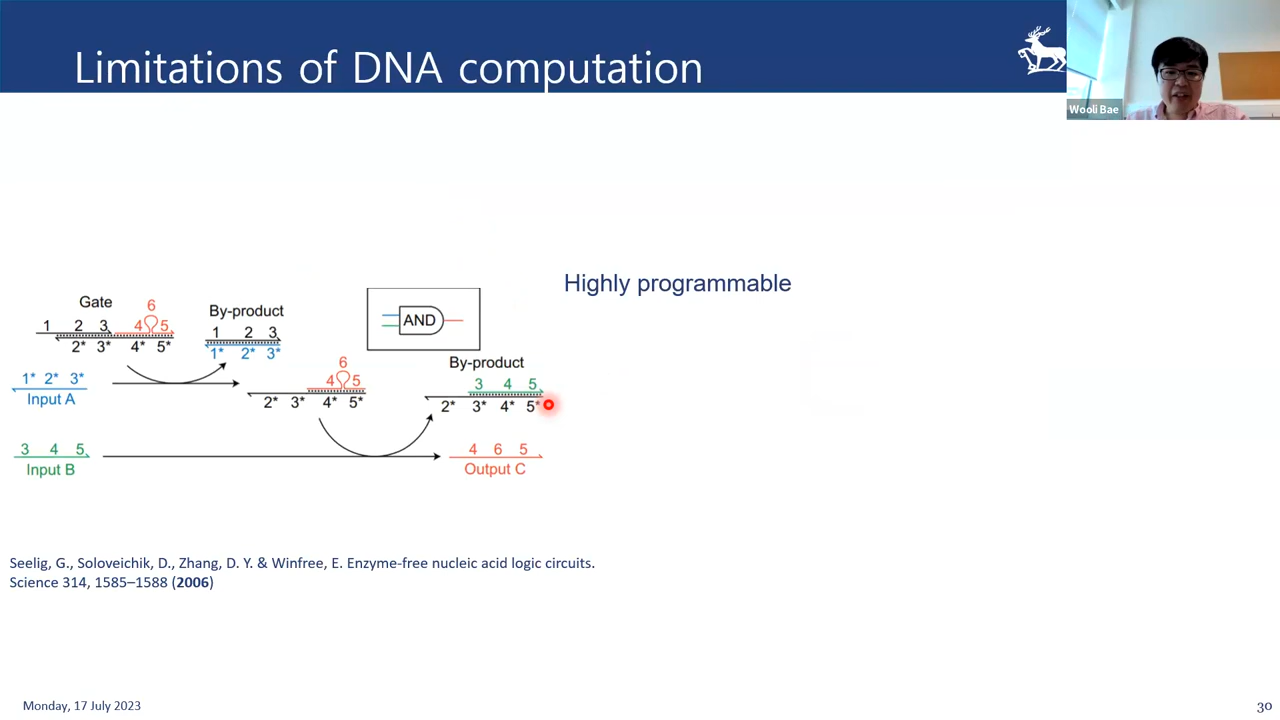 Limitations of DNA computation
Wooli Bae
Highly programmable
Gate
6
1 2 3 4 5
2* 3* 4* 5*
By-product
1 2 3
1* 2* 3*
AND
1* 2* 3*
Input A
6
4 5
2* 3* 4* 5*
By-product
3 4 5
2* 3* 4* 5*
3 4 5
Input B
4 6 5
Output C
Seelig, G., Soloveichik, D., Zhang, D. Y. & Winfree, E. Enzyme-free nucleic acid logic circuits.
Science 314, 1585–1588 (2006)
Monday, 17 July 2023
30